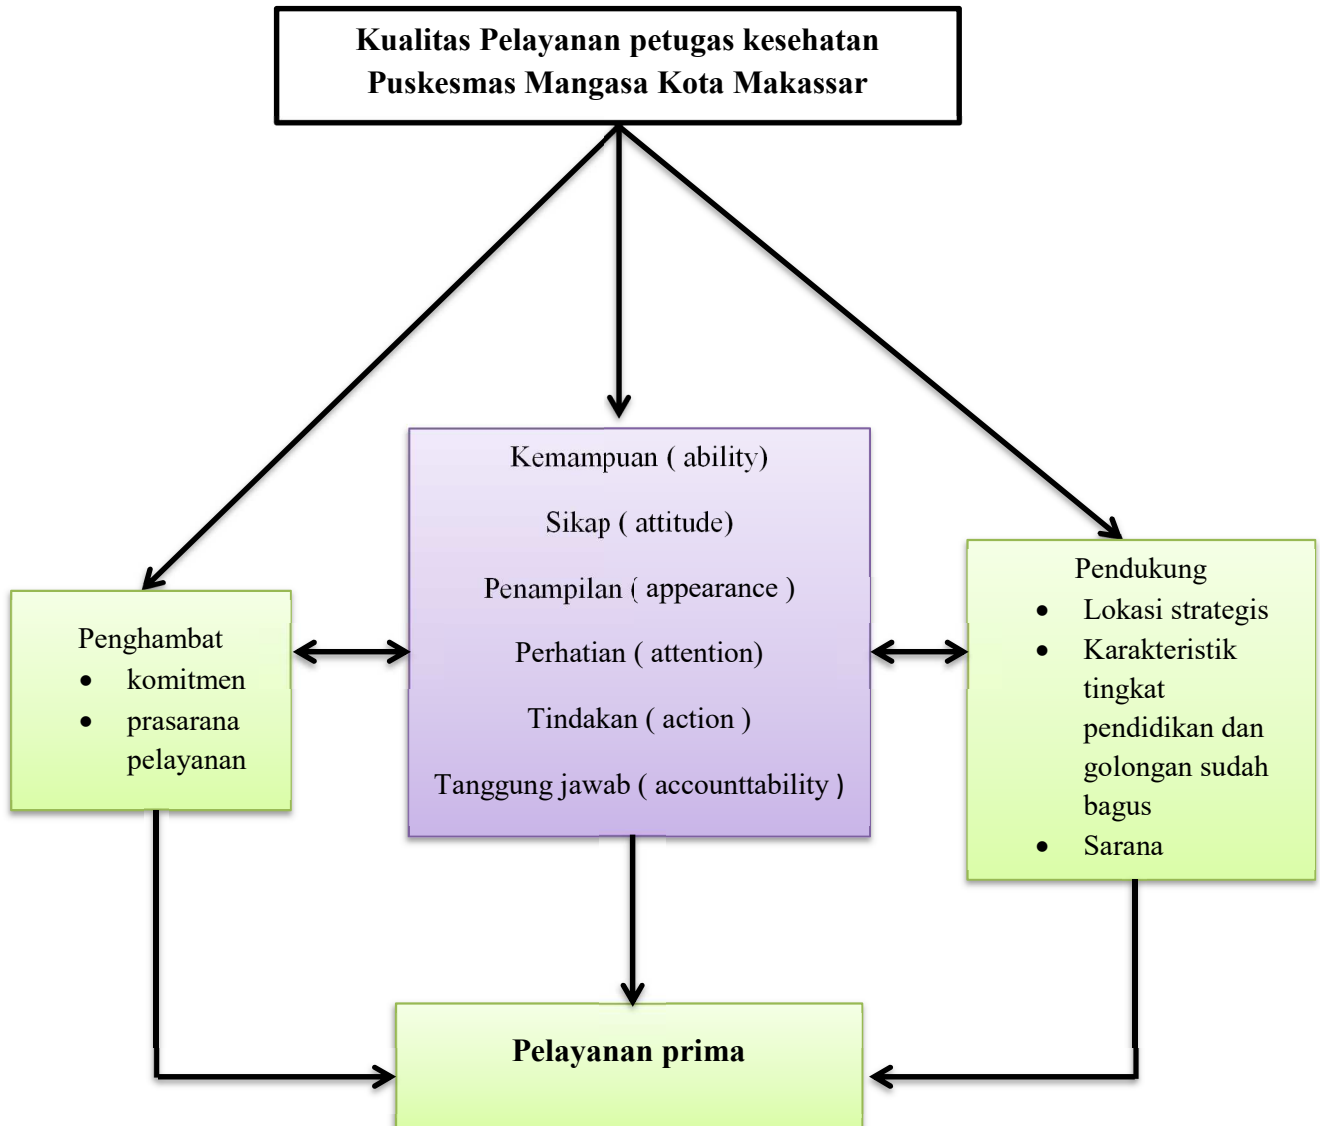 Kualitas Pelayanan petugas kesehatan
Puskesmas Mangasa Kota Makassar
Kemampuan ( ability)
Sikap ( attitude)
Penampilan ( appearance )
Perhatian ( attention)
Tindakan ( action )
Tanggung jawab ( accounttability )
Penghambat
• komitmen
• prasarana
pelayanan
Pendukung
• Lokasi strategis
• Karakteristik
tingkat
pendidikan dan
golongan sudah
bagus
• Sarana
Pelayanan prima